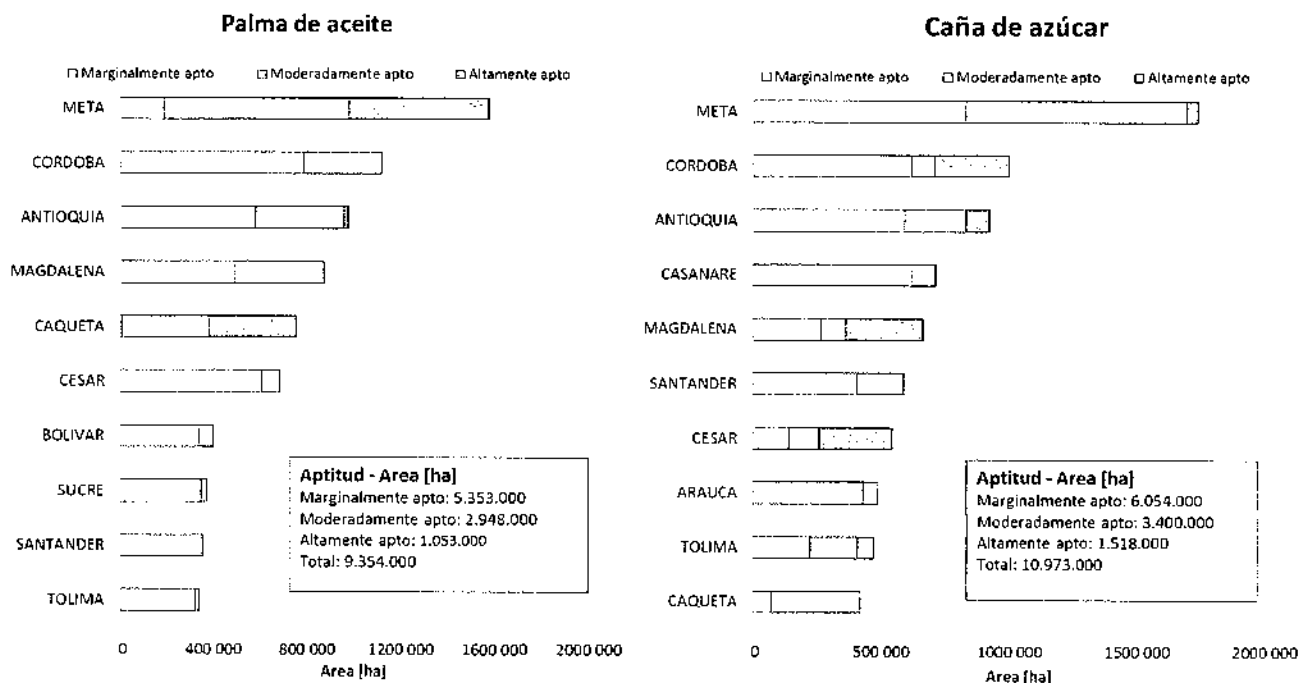 Palma de aceite
Marginalmente apto Moderadamente apto Altamente apto
META
CORDOBA
ANTIOQUIA
MAGDALENA
CAQUETA
CESAR
BOLIVAR
SUCRE
SANTANDER
TOLIMA
Aptitud - Area [ha]
Marginalmente apto: 5.353.000
Moderadamente apto: 2.948.000
Altamente apto: 1.053.000
Total: 9.354.000
0 400 000 800 000 1200 000 1600 000 2000 000
Area [ha]
Caña de azúcar
Marginalmente apto Moderadamente apto Altamente apto
META
CORDOBA
ANTIOQUIA
CASANARE
MAGDALENA
SANTANDER
CESAR
ARAUCA
TOLIMA
CAQUETA
Aptitud - Area [ha]
Marginalmente apto: 6.054.000
Moderadamente apto: 3.400.000
Altamente apto: 1.518.000
Total: 10.973.000
0 500 000 1000 000 1500 000 2000 000
Area [ha]